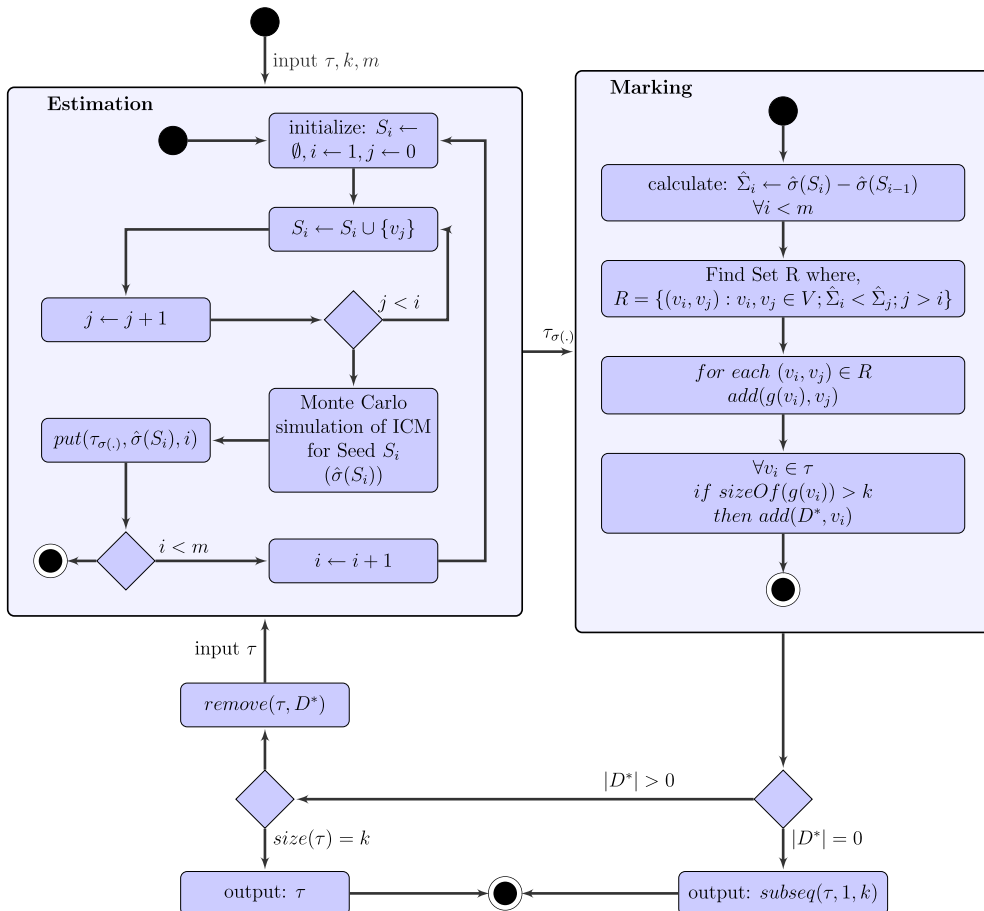 input τ, k, m
Estimation
initialize: S_i ←
∅, i ← 1, j ← 0
S_i ← S_i ∪ {v_j}
j ← j + 1
j < i
Monte Carlo
simulation of ICM
for Seed S_i
(σ̂(S_i))
put(τ_σ(.), σ̂(S_i), i)
i < m
i ← i + 1
τ_σ(.)
Marking
calculate: Σ̂_i ← σ̂(S_i) − σ̂(S_{i−1})
∀i < m
Find Set R where,
R = {(v_i, v_j) : v_i, v_j ∈ V; Σ̂_i < Σ̂_j; j > i}
for each (v_i, v_j) ∈ R
add(g(v_i), v_j)
∀v_i ∈ τ
if sizeOf(g(v_i)) > k
then add(D*, v_i)
input τ
remove(τ, D*)
|D*| > 0
size(τ) = k
|D*| = 0
output: τ
output: subseq(τ, 1, k)